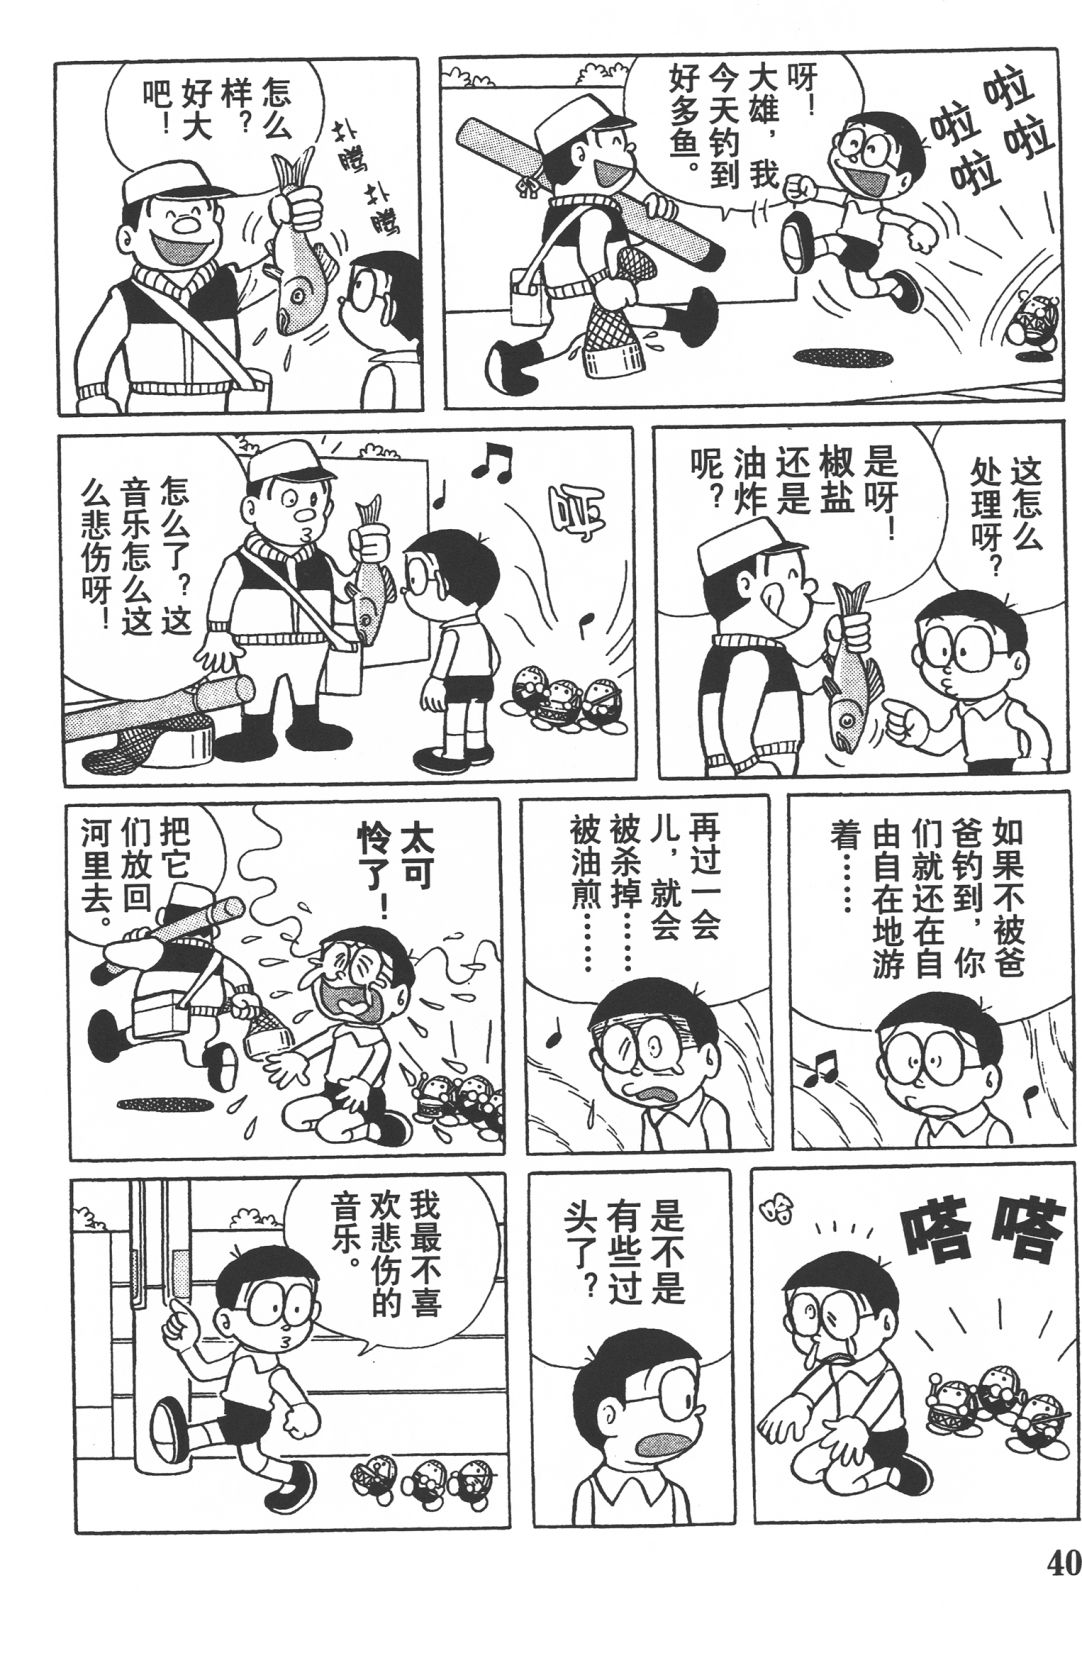 呀！
大雄，我
今天钓到
好多鱼。
啦啦
啦啦
怎么
样？
好大
吧！
扑腾
扑腾
这怎么
处理呀？
是呀！
椒盐
还是
油炸
呢？
哑
怎么了？这
音乐怎么这
么悲伤呀！
如果不被爸
爸钓到，你
们就还在自
由自在地游
着……
再过一会
儿，就会
被杀掉……
被油煎……
太可
怜了！
把它
们放回
河里去。
嗒嗒
哈
是不是
有些过
头了？
我最不喜
欢悲伤的
音乐。
40